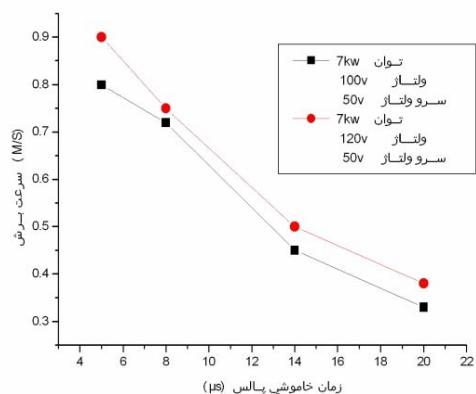 0.9
0.8
0.7
0.6
0.5
0.4
0.3
4 6 8 10 12 14 16 18 20 22
سرعت برش (M/S)
زمان خاموشي پالس (µs)
توان 7kw
ولتاژ 100v
سرو ولتاژ 50v
توان 7kw
ولتاژ 120v
سرو ولتاژ 50v